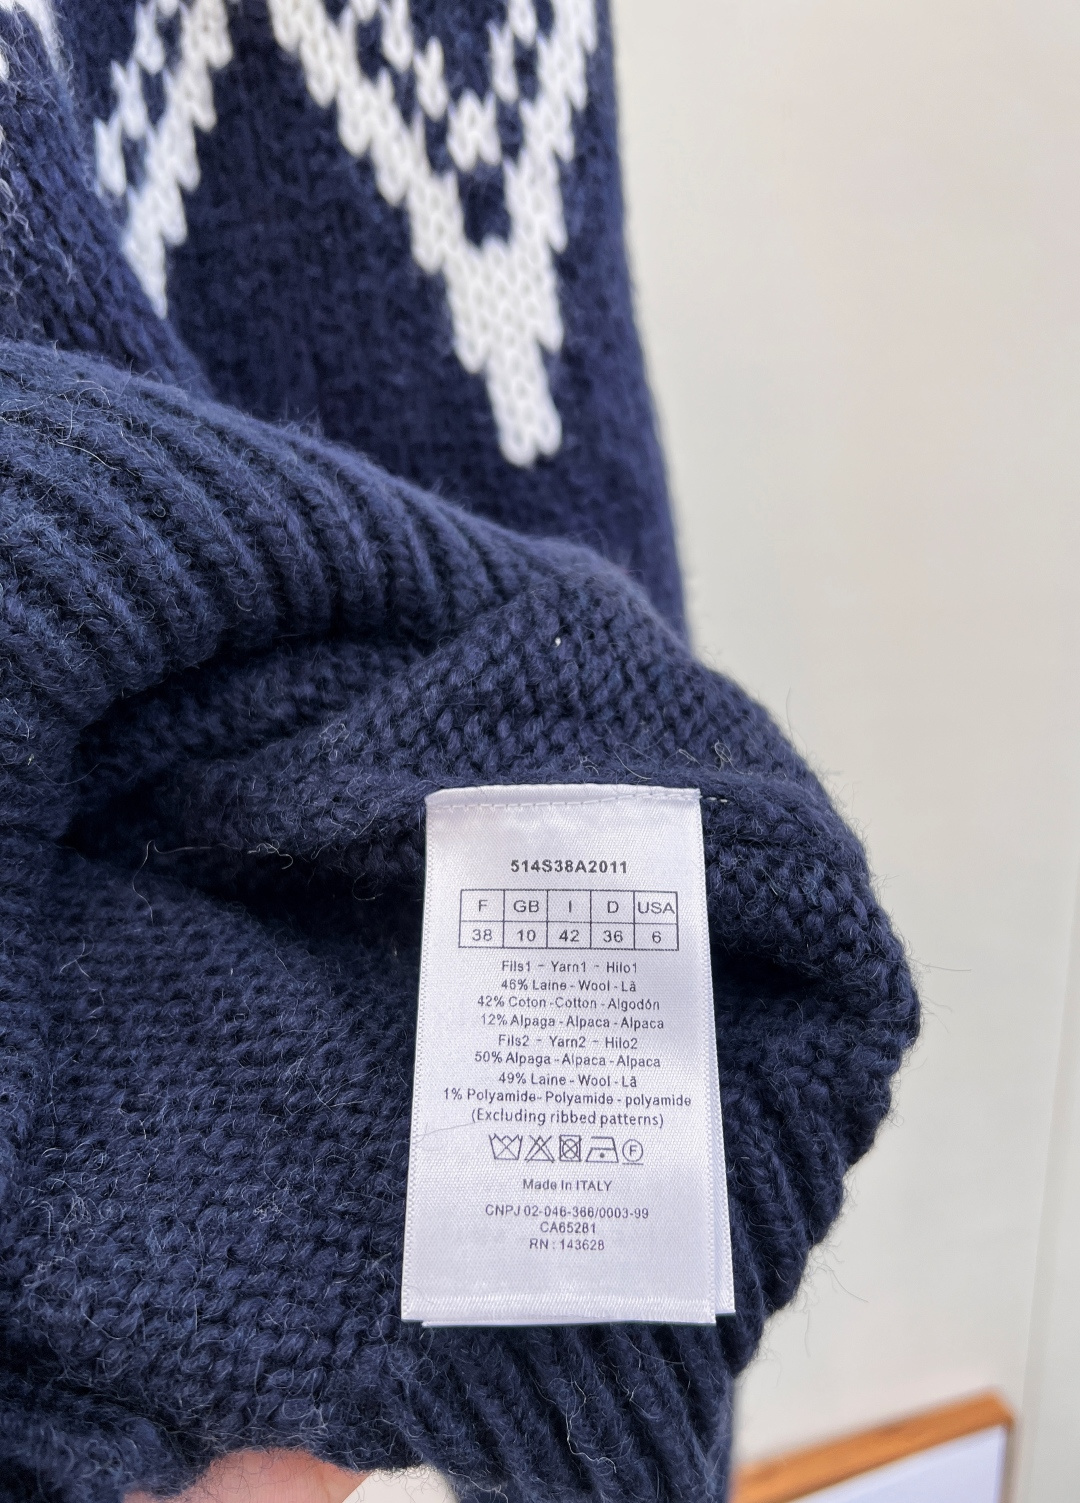 514S38A2011
F GB I D USA
38 10 42 36 6
Fils1 - Yarn1 - Hilo1
46% Laine - Wool - Lã
42% Coton - Cotton - Algodón
12% Alpaga - Alpaca - Alpaca
Fils2 - Yarn2 - Hilo2
50% Alpaga - Alpaca - Alpaca
49% Laine - Wool - Lã
1% Polyamide- Polyamide - polyamide
(Excluding ribbed patterns)
F
Made In ITALY
CNPJ 02-046-366/0003-99
CA65281
RN : 143628